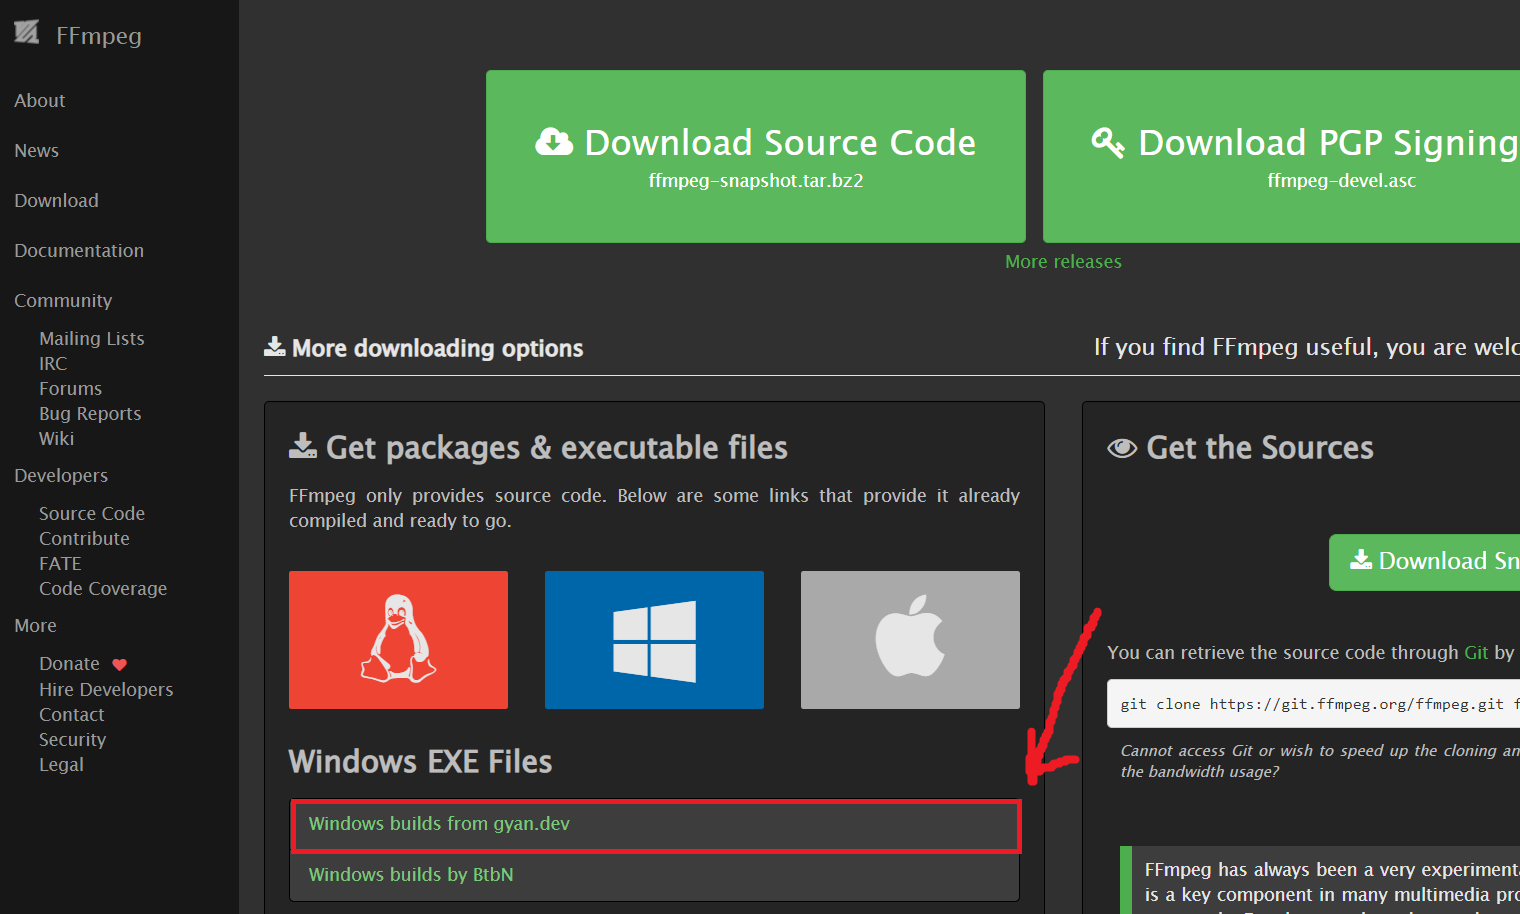 FFmpeg
About
News
Download
Documentation
Community
Mailing Lists
IRC
Forums
Bug Reports
Wiki
Developers
Source Code
Contribute
FATE
Code Coverage
More
Donate
Hire Developers
Contact
Security
Legal
Download Source Code
ffmpeg-snapshot.tar.bz2
Download PGP Signing
ffmpeg-devel.asc
More releases
More downloading options
If you find FFmpeg useful, you are welc
Get packages & executable files
FFmpeg only provides source code. Below are some links that provide it already
compiled and ready to go.
Windows EXE Files
Windows builds from gyan.dev
Windows builds by BtbN
Get the Sources
Download Sn
You can retrieve the source code through Git by
git clone https://git.ffmpeg.org/ffmpeg.git f
Cannot access Git or wish to speed up the cloning an
the bandwidth usage?
FFmpeg has always been a very experiment
is a key component in many multimedia pro